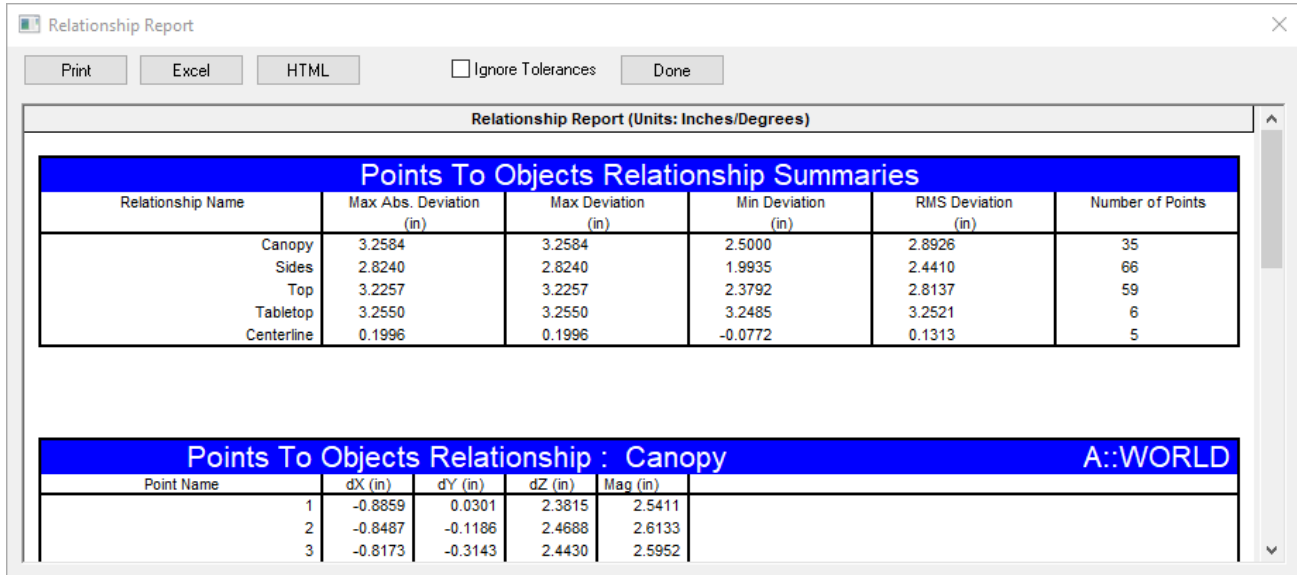 Relationship Report
Print Excel HTML Ignore Tolerances Done
Relationship Report (Units: Inches/Degrees)
Points To Objects Relationship Summaries
Relationship Name Max Abs. Deviation Max Deviation Min Deviation RMS Deviation Number of Points
(in) (in) (in) (in)
Canopy 3.2584 3.2584 2.5000 2.8926 35
Sides 2.8240 2.8240 1.9935 2.4410 66
Top 3.2257 3.2257 2.3792 2.8137 59
Tabletop 3.2550 3.2550 3.2485 3.2521 6
Centerline 0.1996 0.1996 -0.0772 0.1313 5
Points To Objects Relationship : Canopy A::WORLD
Point Name dX (in) dY (in) dZ (in) Mag (in)
1 -0.8859 0.0301 2.3815 2.5411
2 -0.8487 -0.1186 2.4688 2.6133
3 -0.8173 -0.3143 2.4430 2.5952